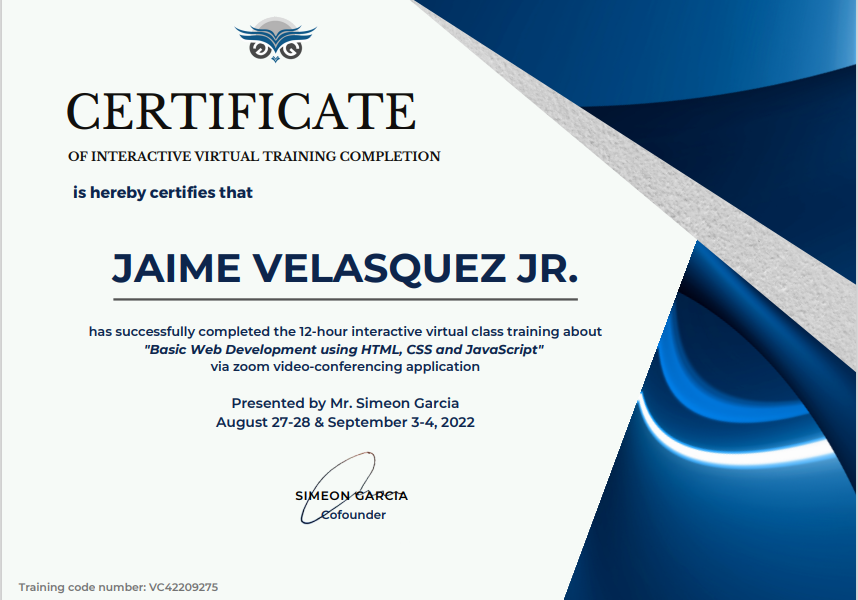 CERTIFICATE
OF INTERACTIVE VIRTUAL TRAINING COMPLETION
is hereby certifies that
JAIME VELASQUEZ JR.
has successfully completed the 12-hour interactive virtual class training about
"Basic Web Development using HTML, CSS and JavaScript"
via zoom video-conferencing application
Presented by Mr. Simeon Garcia
August 27-28 & September 3-4, 2022
SIMEON GARCIA
Cofounder
Training code number: VC42209275